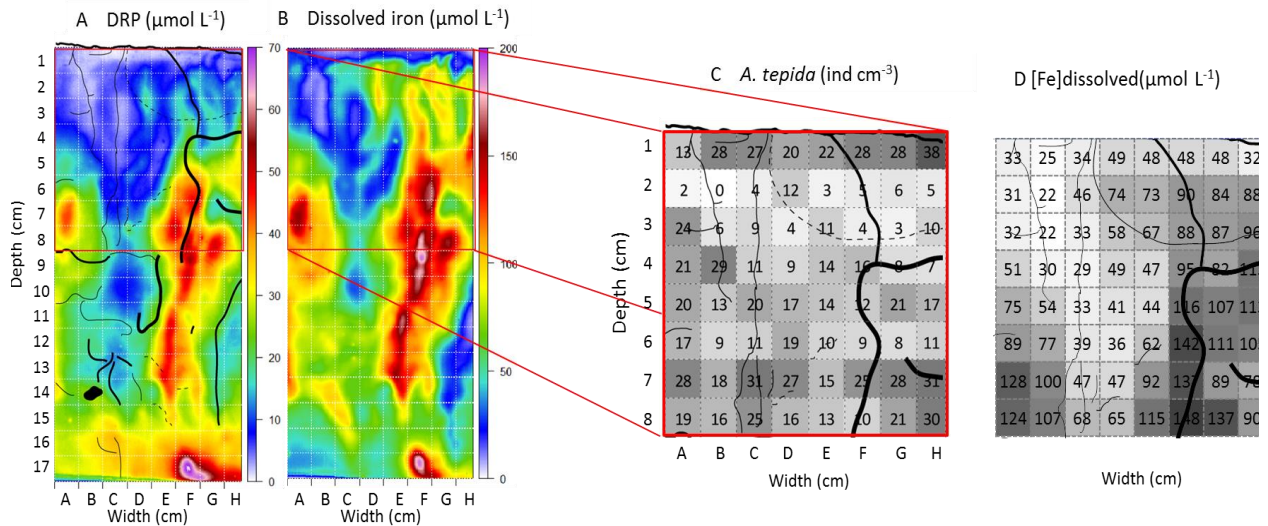 A DRP (μmol L-1)
B Dissolved iron (μmol L-1)
Depth (cm)
1
2
3
4
5
6
7
8
9
10
11
12
13
14
15
16
17
A B C D E F G H
Width (cm)
70
60
50
40
30
20
10
0
A B C D E F G H
Width (cm)
200
150
100
50
0
C A. tepida (ind cm-3)
Depth (cm)
1 13 28 27 20 22 28 28 38
2 2 0 4 12 3 5 6 5
3 24 6 9 4 11 4 3 10
4 21 29 11 9 14 16 8 7
5 20 13 20 17 14 12 21 17
6 17 9 11 19 10 9 8 11
7 28 18 31 27 15 25 28 31
8 19 16 25 16 13 10 21 30
A B C D E F G H
Width (cm)
D [Fe]dissolved(μmol L-1)
33 25 34 49 48 48 48 32
31 22 46 74 73 90 84 88
32 22 33 58 67 88 87 96
51 30 29 49 47 95 82
75 54 33 41 44 116 107
89 77 39 36 62 142 111
128 100 47 47 92 137 89
124 107 68 65 115 148 137 90
Width (cm)